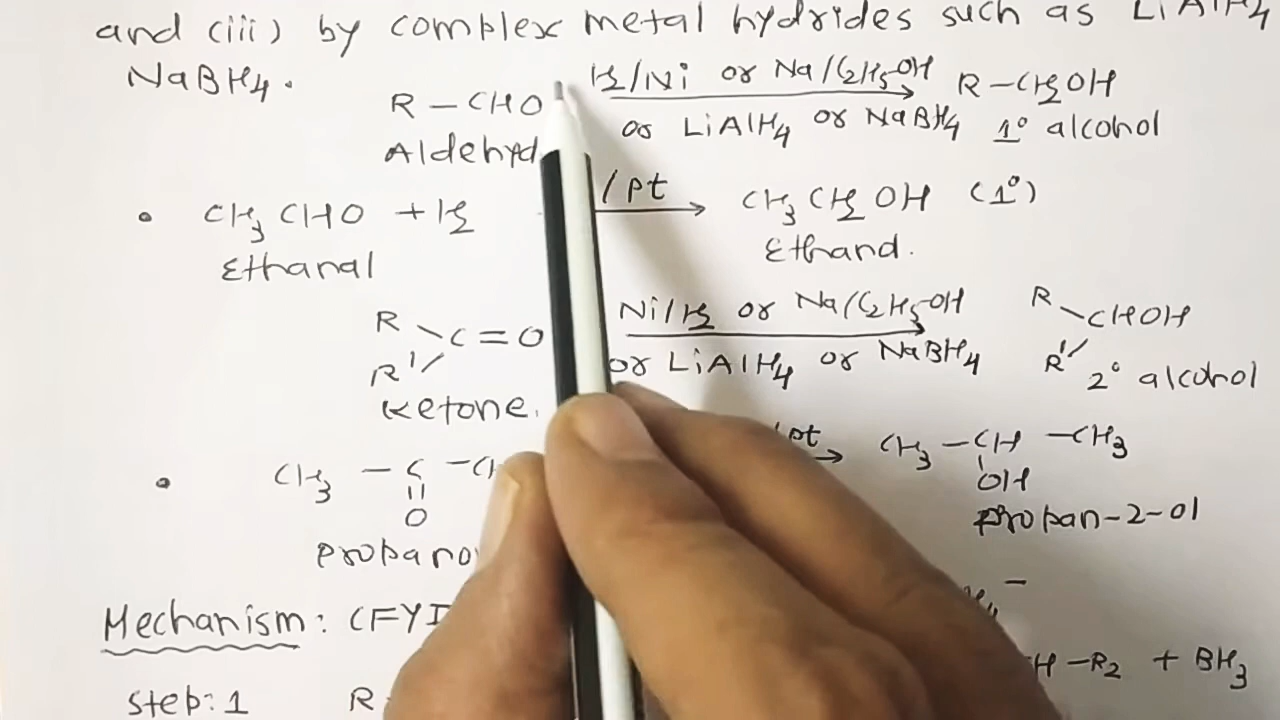 and (iii) by complex metal hydrides such as LiAlH4
NaBH4.
R-CHO H2/Ni or Na/C2H5OH R-CH2OH
or LiAlH4 or NaBH4 1° alcohol
Aldehyd
• CH3CHO + H2 /pt CH3CH2OH (1°)
Ethanal Ethanol.
R R' C=O Ni/H2 or Na/C2H5OH R R' CHOH
or LiAlH4 or NaBH4 2° alcohol
Ketone.
• CH3-C-CH pt CH3-CH-CH3
O OH
propano propan-2-ol
Mechanism: (FYI
Step:1 R H-R2 + BH3